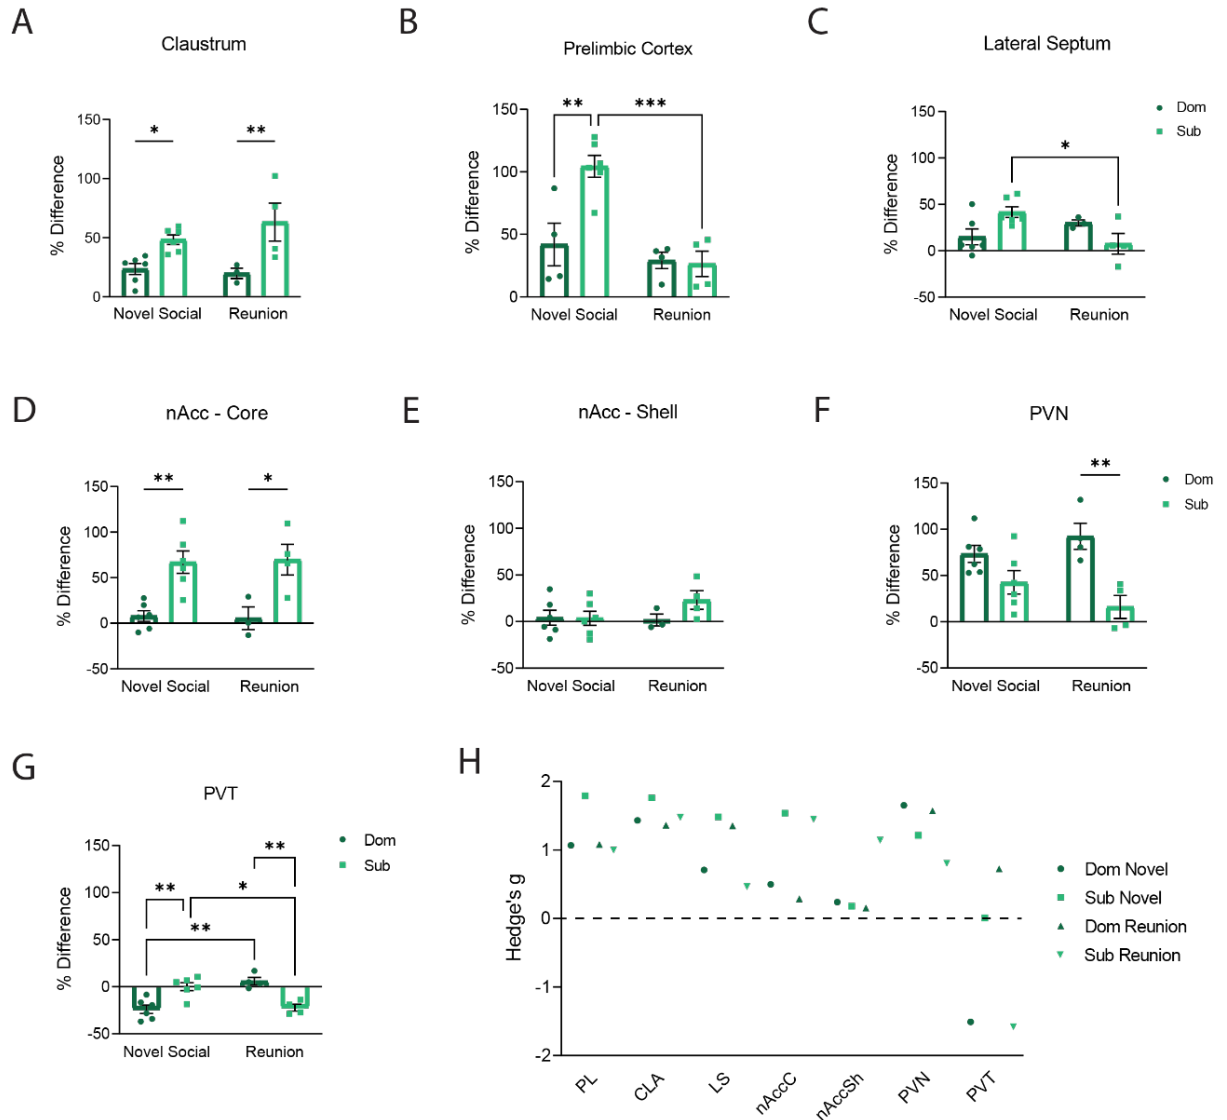 A
Claustrum
% Difference
150
100
50
0
*
**
Novel Social
Reunion
B
Prelimbic Cortex
% Difference
150
100
50
0
**
***
Novel Social
Reunion
C
Lateral Septum
% Difference
150
100
50
0
-50
*
Novel Social
Reunion
Dom
Sub
D
nAcc - Core
% Difference
150
100
50
0
-50
**
*
Novel Social
Reunion
E
nAcc - Shell
% Difference
150
100
50
0
-50
Novel Social
Reunion
F
PVN
% Difference
150
100
50
0
-50
**
Novel Social
Reunion
Dom
Sub
G
PVT
% Difference
150
100
50
0
-50
**
**
*
**
Novel Social
Reunion
Dom
Sub
H
Hedge's g
2
1
0
-1
-2
PL
CLA
LS
nAccC
nAccSh
PVN
PVT
Dom Novel
Sub Novel
Dom Reunion
Sub Reunion